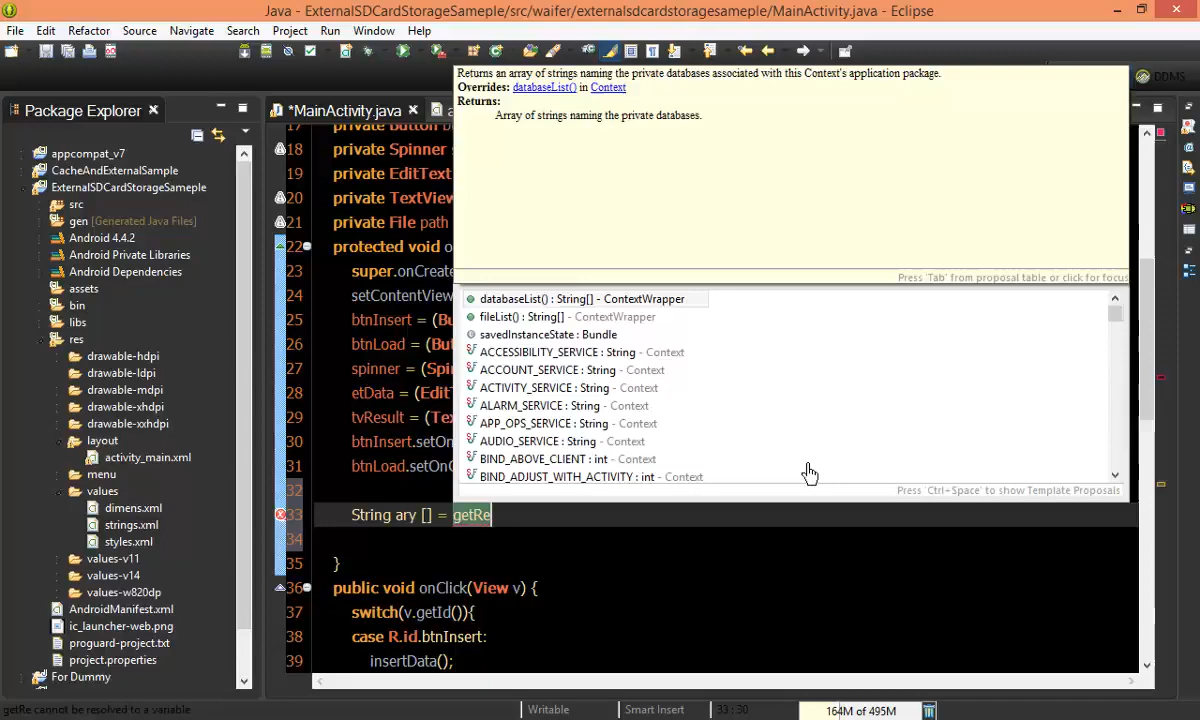 Java - ExternalSDCardStorageSameple/src/waifer/externalsdcardstoragesameple/MainActivity.java - Eclipse
File Edit Refactor Source Navigate Search Project Run Window Help
DDMS
Package Explorer
*MainActivity.java
appcompat_v7
CacheAndExternalSample
ExternalSDCardStorageSameple
src
gen [Generated Java Files]
Android 4.4.2
Android Private Libraries
Android Dependencies
assets
bin
libs
res
drawable-hdpi
drawable-ldpi
drawable-mdpi
drawable-xhdpi
drawable-xxhdpi
layout
activity_main.xml
menu
values
dimens.xml
strings.xml
styles.xml
values-v11
values-v14
values-w820dp
AndroidManifest.xml
ic_launcher-web.png
proguard-project.txt
project.properties
For Dummy
17 private Button
18 private Spinner
19 private EditText
20 private TextView
21 private File path
22 protected void
23 super.onCreate
24 setContentView
25 btnInsert = (Bu
26 btnLoad = (But
27 spinner = (Spin
28 etData = (EditT
29 tvResult = (Tex
30 btnInsert.setOn
31 btnLoad.setOnC
32
33 String ary [] = getRe
34
35 }
36 public void onClick(View v) {
37 switch(v.getId()){
38 case R.id.btnInsert:
39 insertData();
Returns an array of strings naming the private databases associated with this Context's application package.
Overrides: databaseList() in Context
Returns:
Array of strings naming the private databases.
Press 'Tab' from proposal table or click for focus
databaseList() : String[] - ContextWrapper
fileList() : String[] - ContextWrapper
savedInstanceState : Bundle
ACCESSIBILITY_SERVICE : String - Context
ACCOUNT_SERVICE : String - Context
ACTIVITY_SERVICE : String - Context
ALARM_SERVICE : String - Context
APP_OPS_SERVICE : String - Context
AUDIO_SERVICE : String - Context
BIND_ABOVE_CLIENT : int - Context
BIND_ADJUST_WITH_ACTIVITY : int - Context
Press 'Ctrl+Space' to show Template Proposals
getRe cannot be resolved to a variable
Writable
Smart Insert
33 : 30
164M of 495M